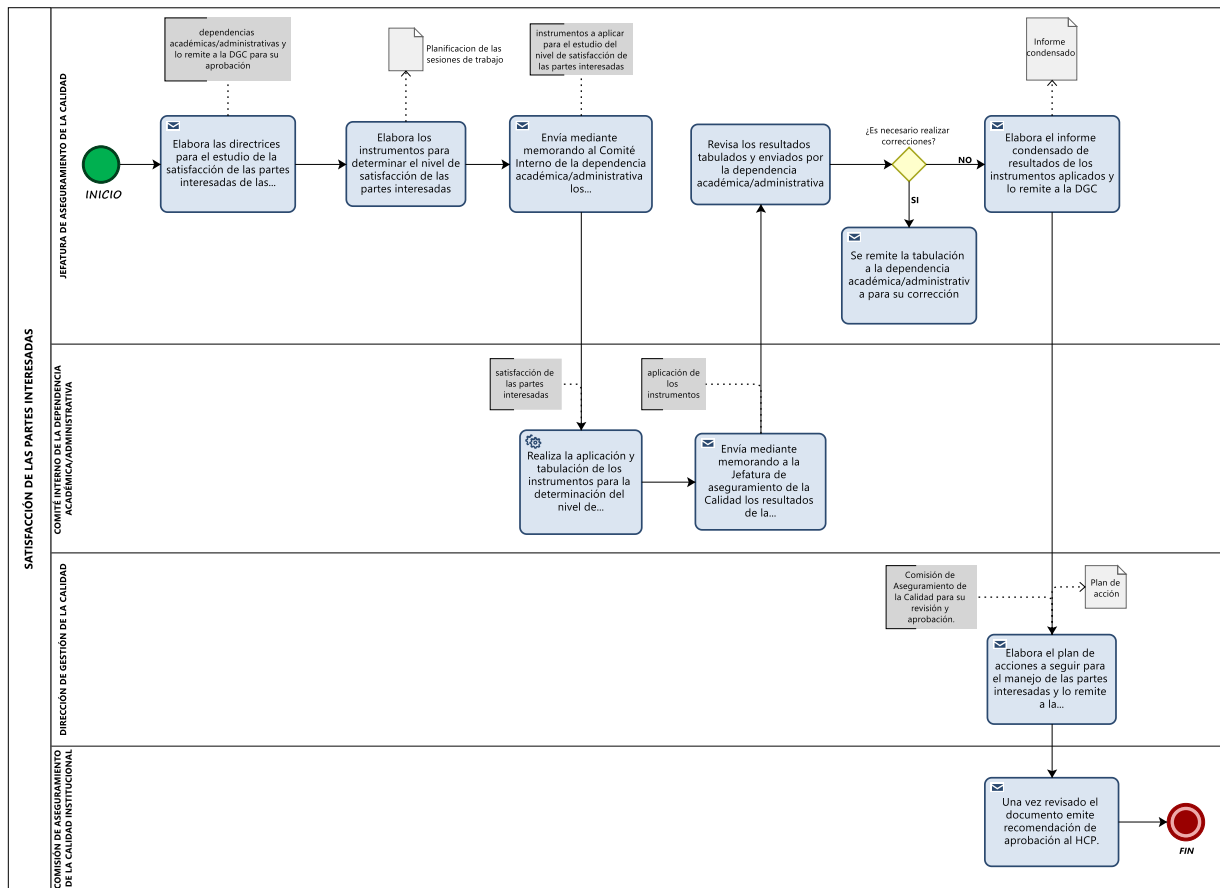 SATISFACCIÓN DE LAS PARTES INTERESADAS
JEFATURA DE ASEGURAMIENTO DE LA CALIDAD
dependencias
académicas/administrativas y
lo remite a la DGC para su
aprobación
Planificacion de las
sesiones de trabajo
instrumentos a aplicar
para el estudio del
nivel de satisfacción de
las partes interesadas
Informe
condensado
INICIO
Elabora las directrices
para el estudio de la
satisfacción de las partes
interesadas de las...
Elabora los
instrumentos para
determinar el nivel de
satisfacción de las
partes interesadas
Envía mediante
memorando al Comité
Interno de la dependencia
académica/administrativa
los...
Revisa los resultados
tabulados y enviados por
la dependencia
académica/administrativa
¿Es necesario realizar
correcciones?
NO
SI
Elabora el informe
condensado de
resultados de los
instrumentos aplicados y
lo remite a la DGC
Se remite la tabulación
a la dependencia
académica/administrativ
a para su corrección
COMITÉ INTERNO DE LA DEPENDENCIA
ACADÉMICA/ADMINISTRATIVA
satisfacción de
las partes
interesadas
aplicación de
los
instrumentos
Realiza la aplicación y
tabulación de los
instrumentos para la
determinación del
nivel de...
Envía mediante
memorando a la Jefatura
de aseguramiento de la
Calidad los resultados
de la...
DIRECCIÓN DE GESTIÓN DE LA CALIDAD
Comisión de
Aseguramiento de
la Calidad para su
revisión y
aprobación.
Plan de
acción
Elabora el plan de
acciones a seguir para
el manejo de las partes
interesadas y lo remite
a la...
COMISIÓN DE ASEGURAMIENTO
DE LA CALIDAD INSTITUCIONAL
Una vez revisado el
documento emite
recomendación de
aprobación al HCP.
FIN